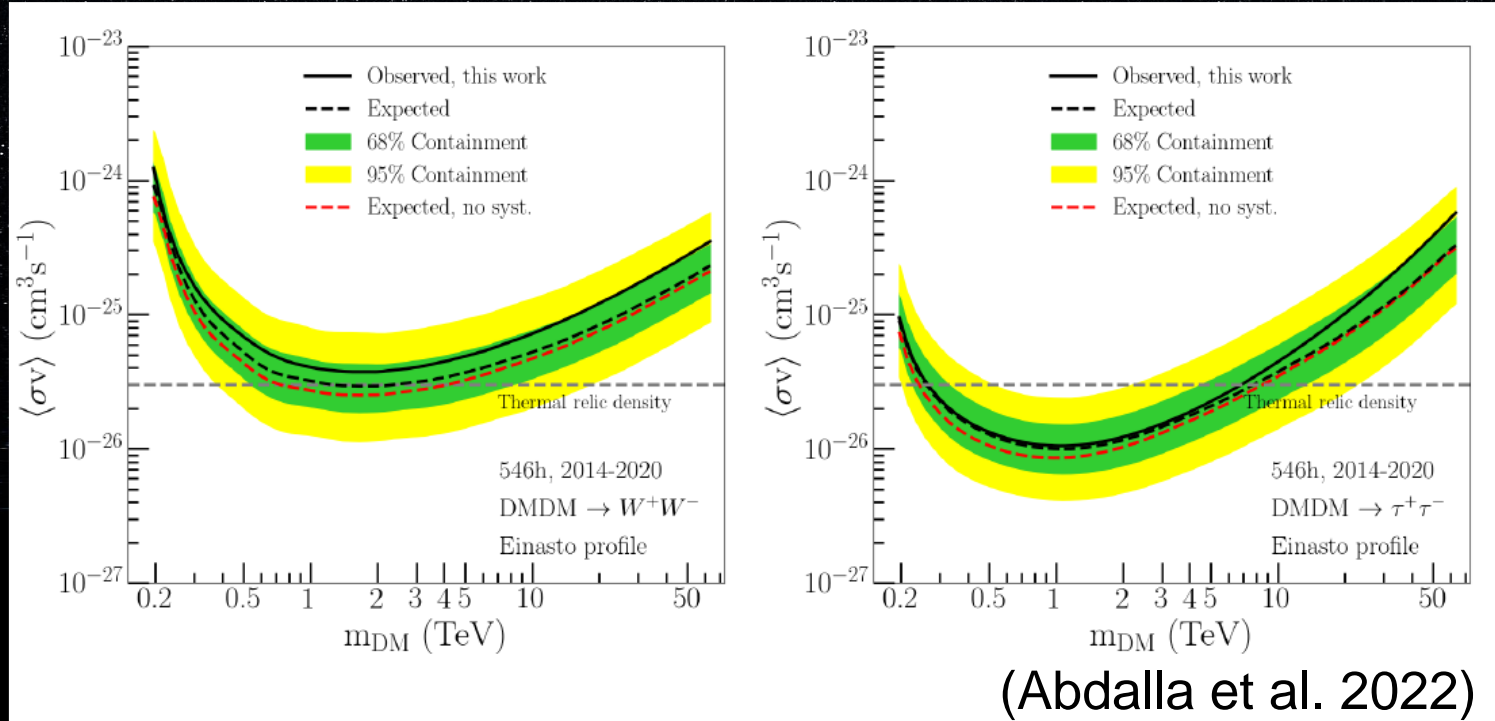 10⁻²³
10⁻²⁴
10⁻²⁵
10⁻²⁶
10⁻²⁷
⟨σv⟩ (cm³s⁻¹)
Observed, this work
Expected
68% Containment
95% Containment
Expected, no syst.
Thermal relic density
546h, 2014-2020
DMDM → W⁺W⁻
Einasto profile
0.2 0.5 1 2 3 4 5 10 50
m_DM (TeV)
10⁻²³
10⁻²⁴
10⁻²⁵
10⁻²⁶
10⁻²⁷
⟨σv⟩ (cm³s⁻¹)
Observed, this work
Expected
68% Containment
95% Containment
Expected, no syst.
Thermal relic density
546h, 2014-2020
DMDM → τ⁺τ⁻
Einasto profile
0.2 0.5 1 2 3 4 5 10 50
m_DM (TeV)
(Abdalla et al. 2022)